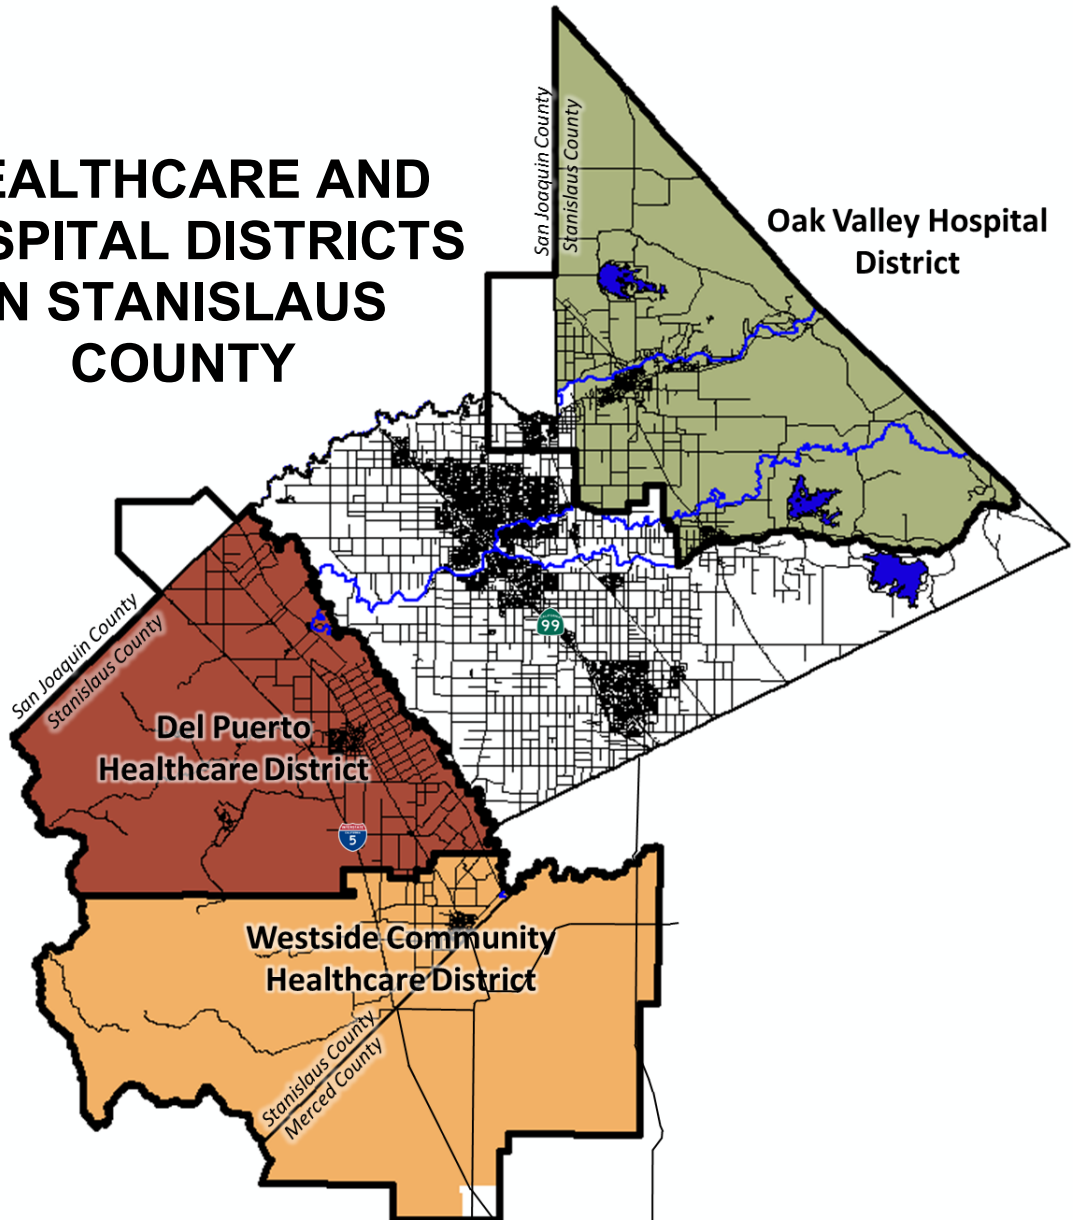 EALTHCARE AND
SPITAL DISTRICTS
N STANISLAUS
COUNTY
San Joaquin County
Stanislaus County
Oak Valley Hospital
District
99
San Joaquin County
Stanislaus County
Del Puerto
Healthcare District
5
Westside Community
Healthcare District
Stanislaus County
Merced County